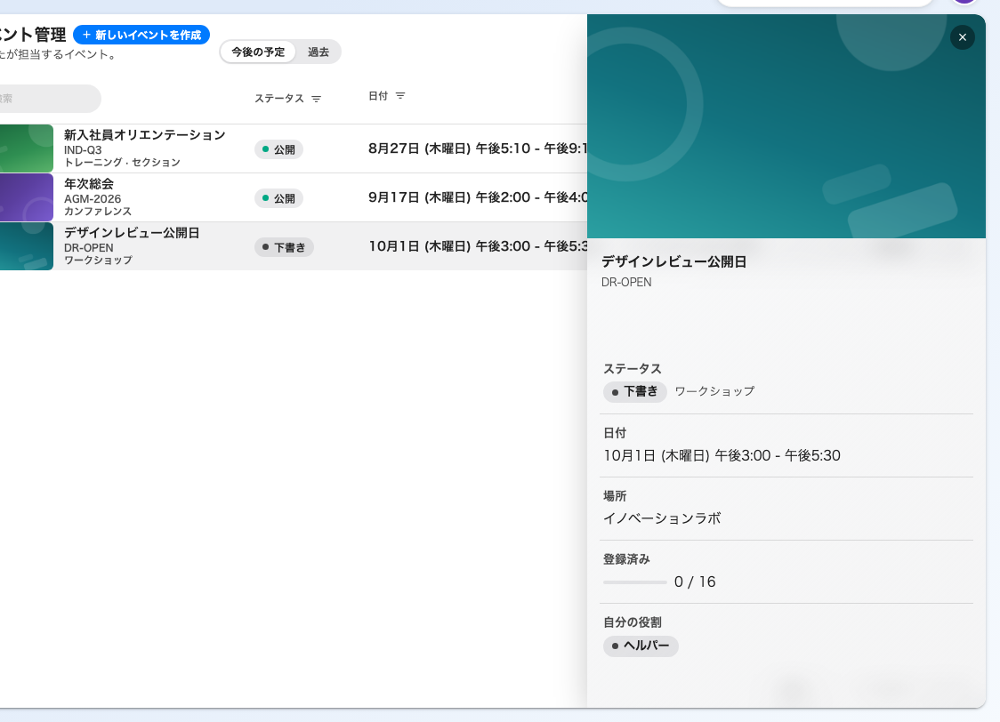 ント管理
+ 新しいイベントを作成
たが担当するイベント。
今後の予定
過去
索
ステータス
日付
新入社員オリエンテーション
IND-Q3
トレーニング · セクション
公開
8月27日 (木曜日) 午後5:10 - 午後9:1
年次総会
AGM-2026
カンファレンス
公開
9月17日 (木曜日) 午後2:00 - 午後4:0
デザインレビュー公開日
DR-OPEN
ワークショップ
下書き
10月1日 (木曜日) 午後3:00 - 午後5:3
デザインレビュー公開日
DR-OPEN
ステータス
下書き ワークショップ
日付
10月1日 (木曜日) 午後3:00 - 午後5:30
場所
イノベーションラボ
登録済み
0 / 16
自分の役割
ヘルパー